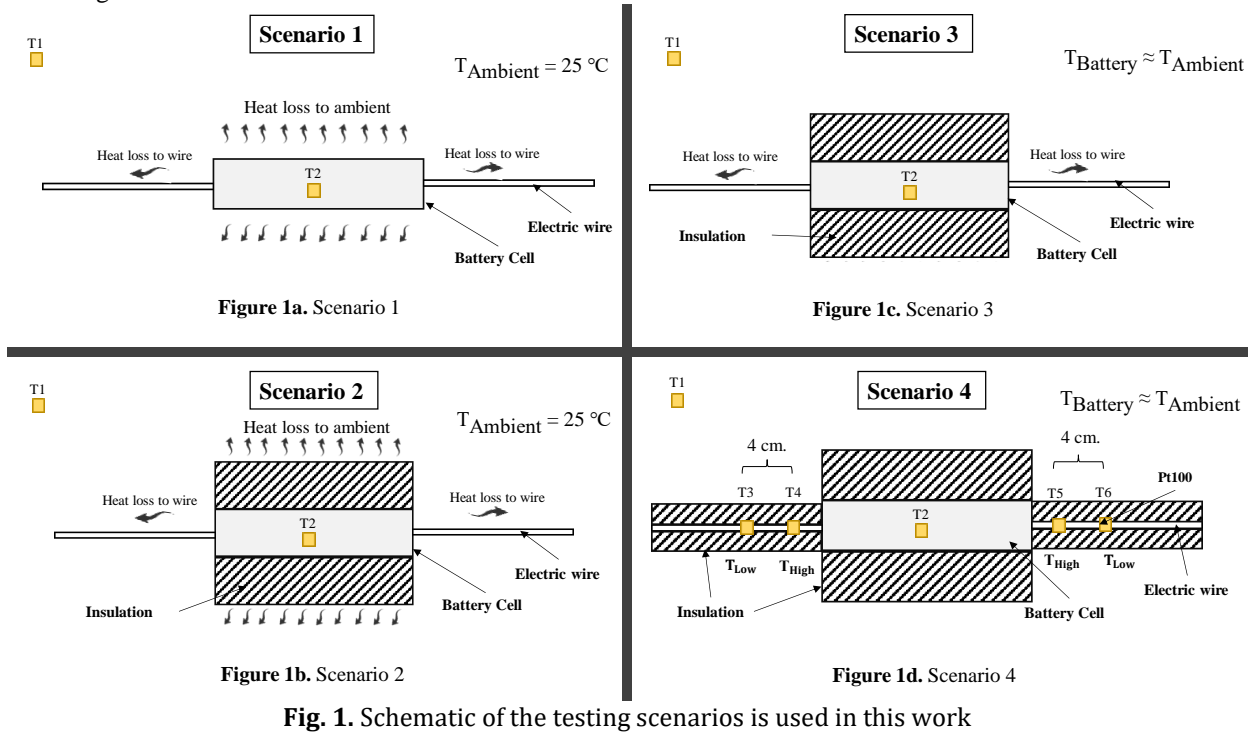 Scenario 1
T1
TAmbient = 25 °C
Heat loss to ambient
Heat loss to wire
Heat loss to wire
T2
Electric wire
Battery Cell
Figure 1a. Scenario 1
Scenario 3
T1
TBattery ≈ TAmbient
Heat loss to wire
Heat loss to wire
T2
Electric wire
Insulation
Battery Cell
Figure 1c. Scenario 3
Scenario 2
T1
TAmbient = 25 °C
Heat loss to ambient
Heat loss to wire
Heat loss to wire
T2
Electric wire
Battery Cell
Insulation
Figure 1b. Scenario 2
Scenario 4
T1
TBattery ≈ TAmbient
4 cm.
4 cm.
Pt100
T3 T4 T2 T5 T6
TLow THigh THigh TLow
Electric wire
Insulation
Battery Cell
Figure 1d. Scenario 4
Fig. 1. Schematic of the testing scenarios is used in this work